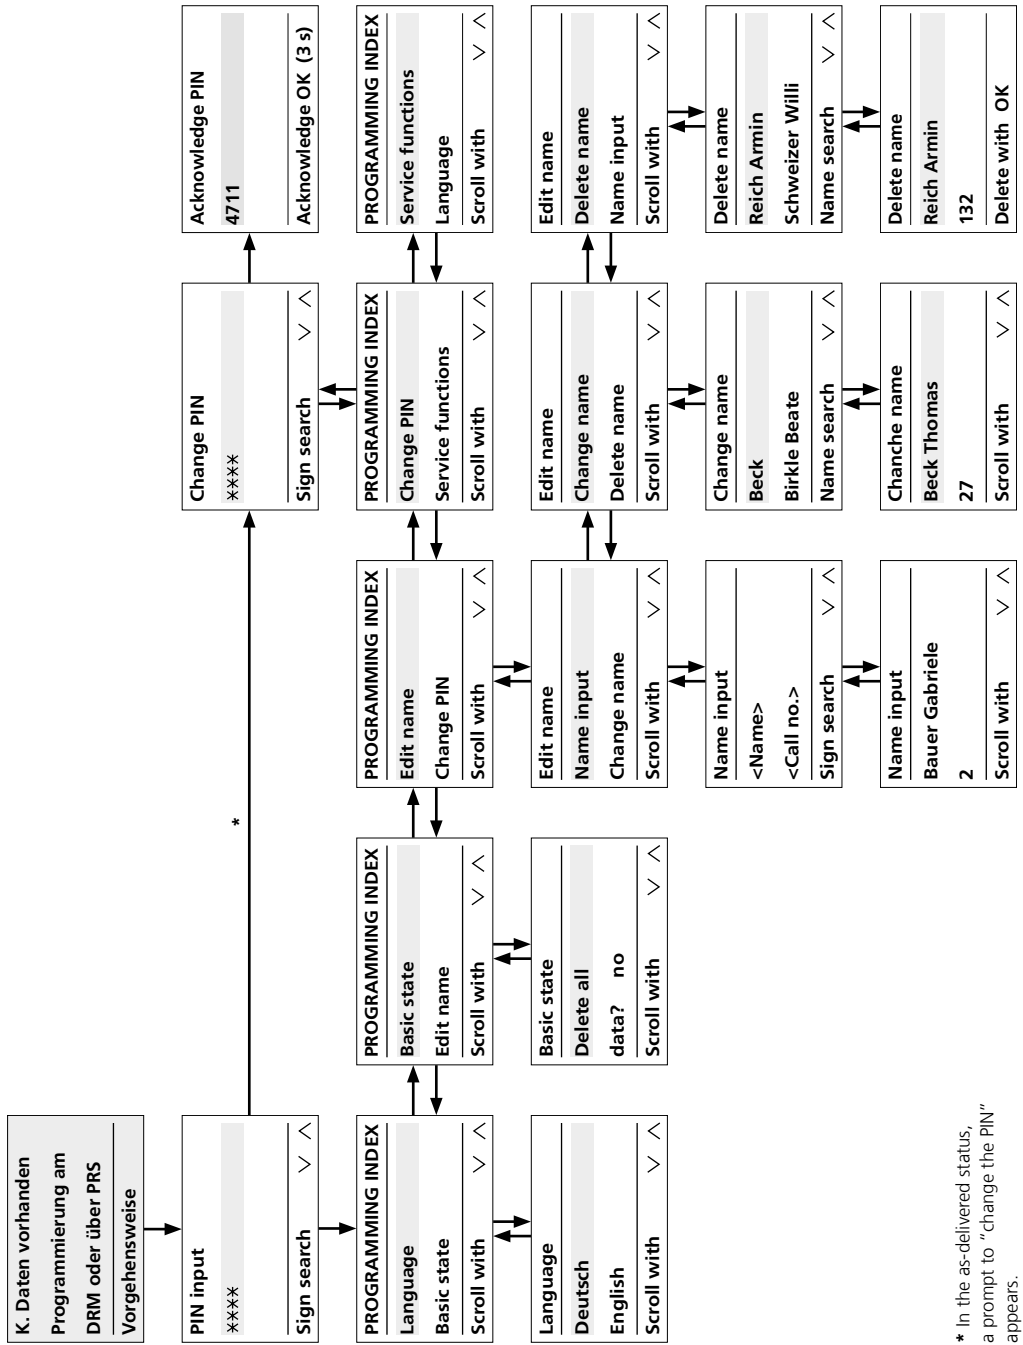 K. Daten vorhanden
Programmierung am
DRM oder über PRS
Vorgehensweise
PIN input
****
Sign search
*
Change PIN
****
Sign search
Acknowledge PIN
4711
Acknowledge OK (3 s)
PROGRAMMING INDEX
Language
Basic state
Scroll with
PROGRAMMING INDEX
Basic state
Edit name
Scroll with
PROGRAMMING INDEX
Edit name
Change PIN
Scroll with
PROGRAMMING INDEX
Change PIN
Service functions
Scroll with
PROGRAMMING INDEX
Service functions
Language
Scroll with
Language
Deutsch
English
Scroll with
Basic state
Delete all
data? no
Scroll with
Edit name
Name input
Change name
Scroll with
Edit name
Change name
Delete name
Scroll with
Edit name
Delete name
Name input
Scroll with
Name input
<Name>
<Call no.>
Sign search
Change name
Beck
Birkle Beate
Name search
Delete name
Reich Armin
Schweizer Willi
Name search
Name input
Bauer Gabriele
2
Scroll with
Chanche name
Beck Thomas
27
Scroll with
Delete name
Reich Armin
132
Delete with OK
* In the as-delivered status,
a prompt to "change the PIN"
appears.